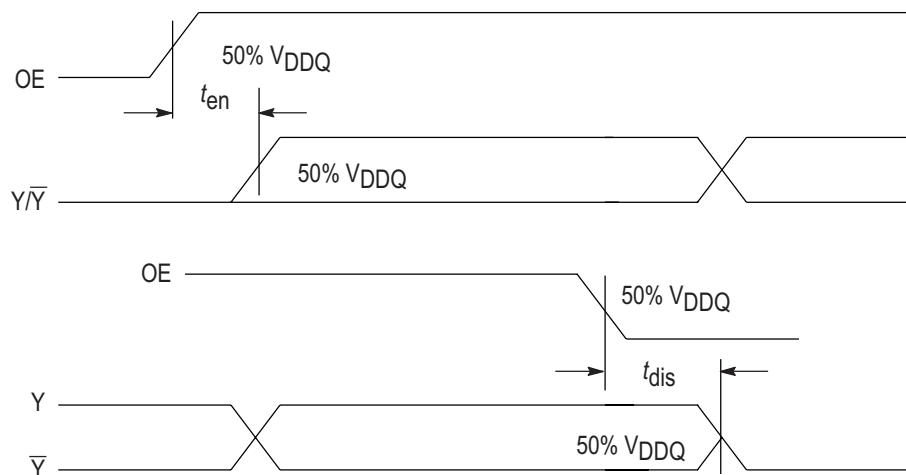 50% VDDQ
OE
ten
50% VDDQ
Y/Y̅
OE
50% VDDQ
tdis
Y
50% VDDQ
Y̅